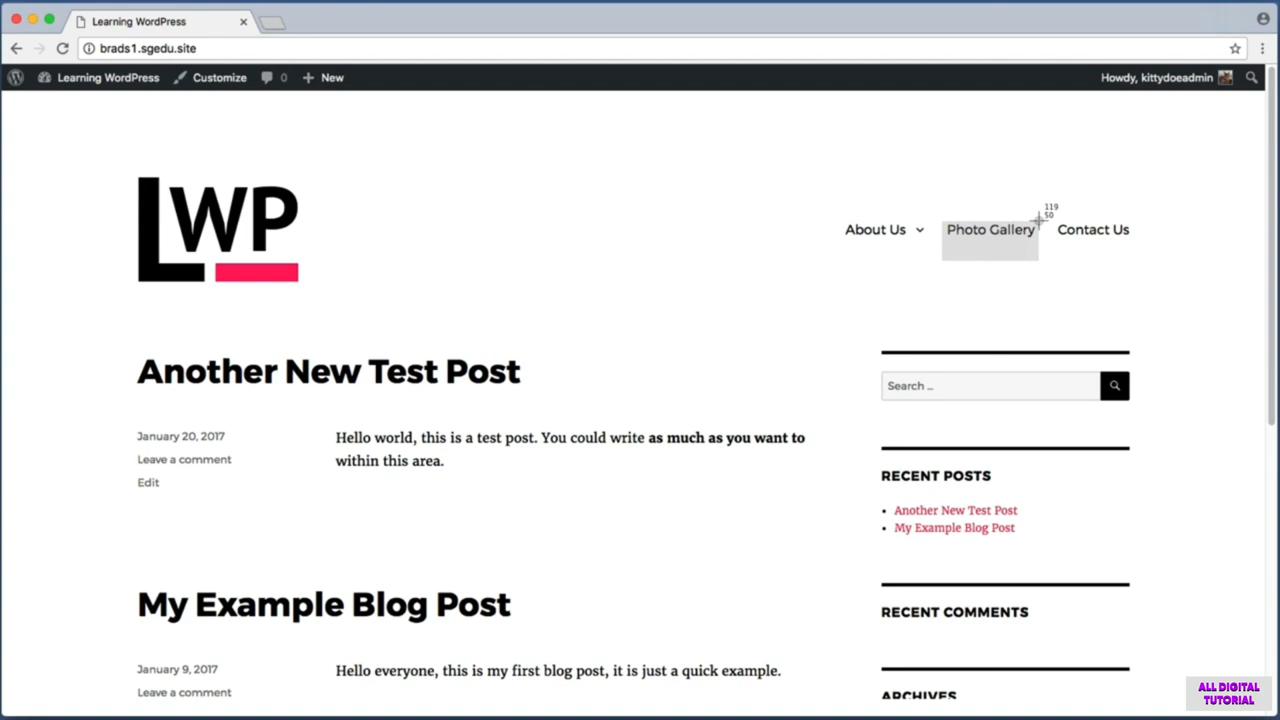 Learning WordPress
brads1.sgedu.site
Learning WordPress Customize 0 New Howdy, kittydoeadmin
LWP
119
50
About Us Photo Gallery Contact Us
Another New Test Post
January 20, 2017
Leave a comment
Edit
Hello world, this is a test post. You could write as much as you want to
within this area.
My Example Blog Post
January 9, 2017
Leave a comment
Hello everyone, this is my first blog post, it is just a quick example.
Search ...
RECENT POSTS
Another New Test Post
My Example Blog Post
RECENT COMMENTS
ARCHIVES
ALL DIGITAL
TUTORIAL